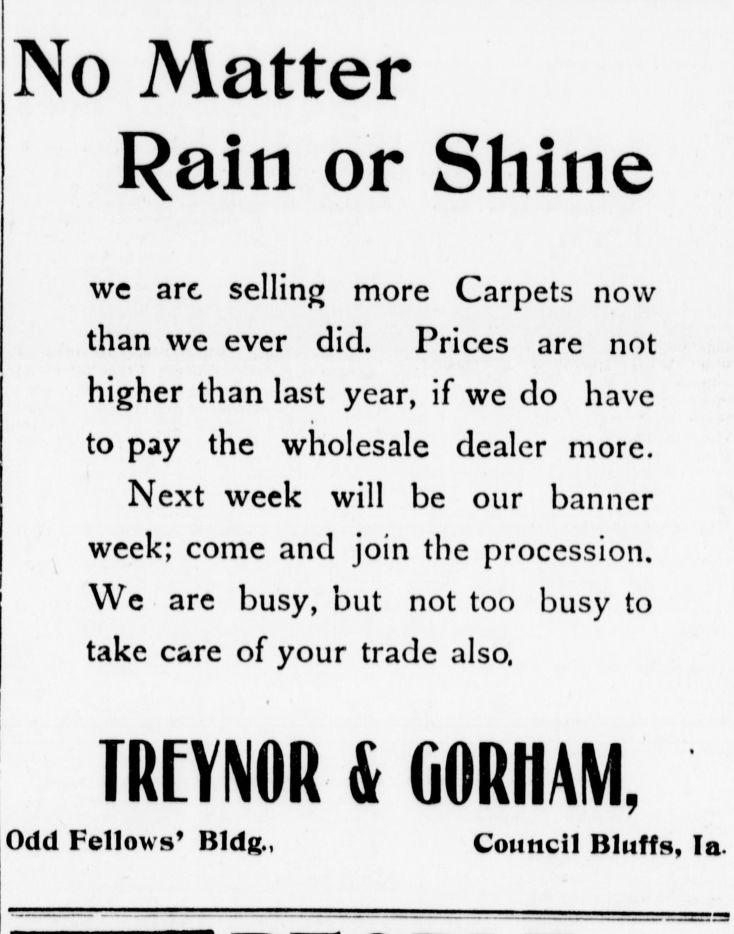 No Matter
Rain or Shine
we are selling more Carpets now
than we ever did. Prices are not
higher than last year, if we do have
to pay the wholesale dealer more.
Next week will be our banner
week; come and join the procession.
We are busy, but not too busy to
take care of your trade also.
TREYNOR & GORHAM,
Odd Fellows' Bldg., Council Bluffs, Ia.